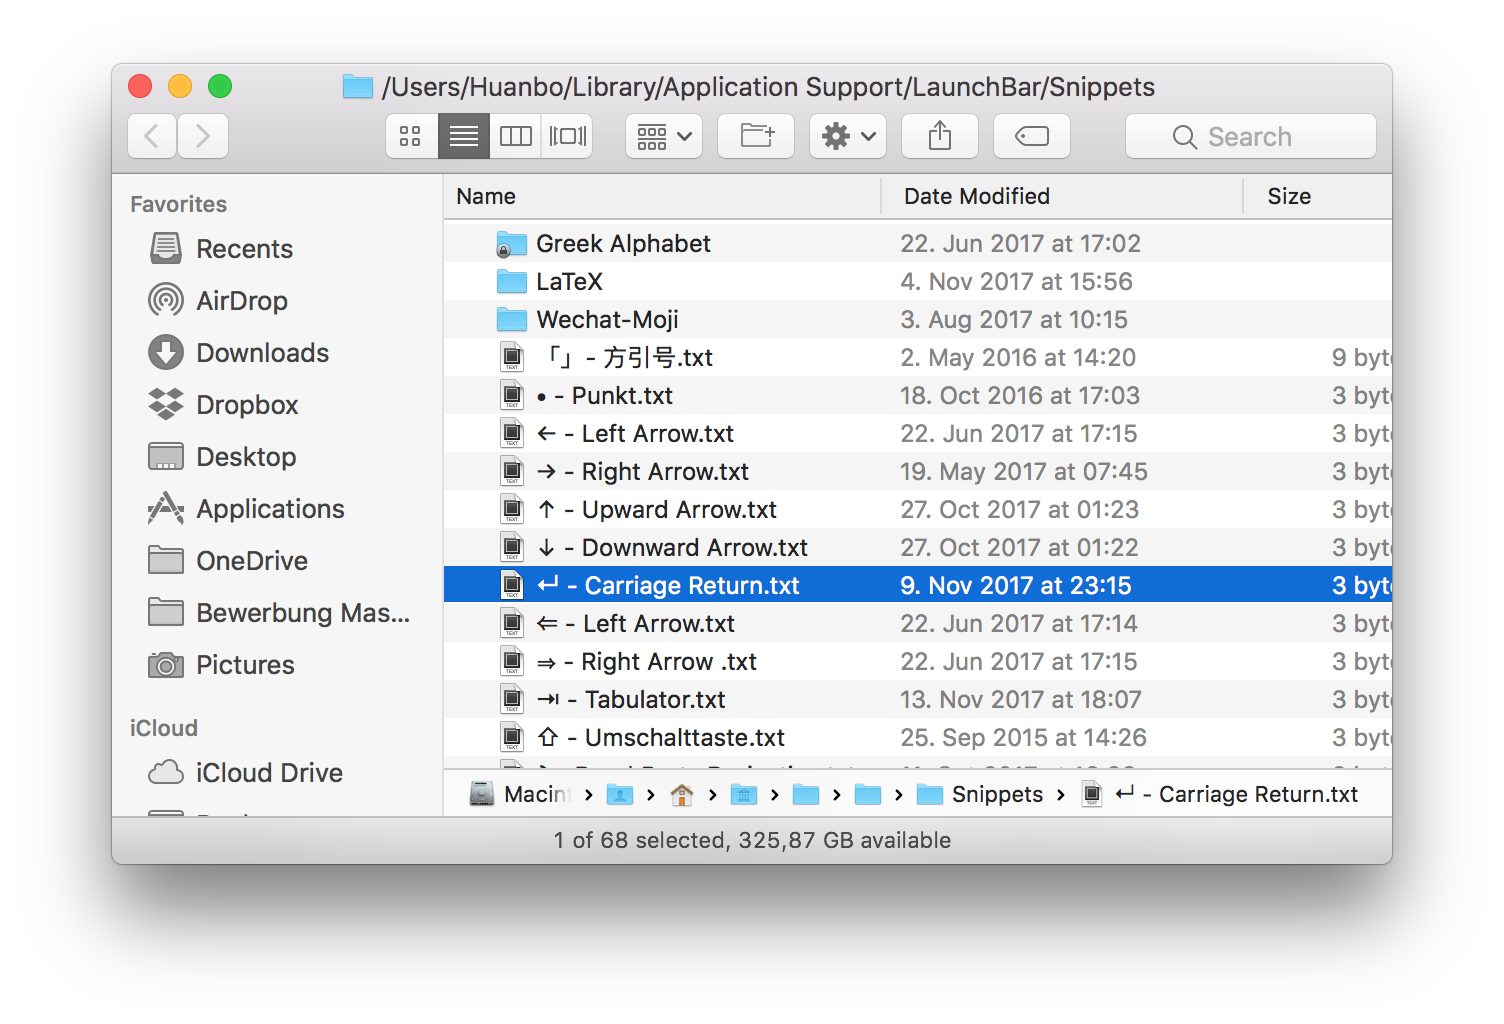 /Users/Huanbo/Library/Application Support/LaunchBar/Snippets
Search
Favorites
Recents
AirDrop
Downloads
Dropbox
Desktop
Applications
OneDrive
Bewerbung Mas...
Pictures
iCloud
iCloud Drive
Name Date Modified Size
Greek Alphabet 22. Jun 2017 at 17:02
LaTeX 4. Nov 2017 at 15:56
Wechat-Moji 3. Aug 2017 at 10:15
「」 - 方引号.txt 2. May 2016 at 14:20 9 byt
• - Punkt.txt 18. Oct 2016 at 17:03 3 byt
← - Left Arrow.txt 22. Jun 2017 at 17:15 3 byt
→ - Right Arrow.txt 19. May 2017 at 07:45 3 byt
↑ - Upward Arrow.txt 27. Oct 2017 at 01:23 3 byt
↓ - Downward Arrow.txt 27. Oct 2017 at 01:22 3 byt
↵ - Carriage Return.txt 9. Nov 2017 at 23:15 3 byt
⇐ - Left Arrow.txt 22. Jun 2017 at 17:14 3 byt
⇒ - Right Arrow .txt 22. Jun 2017 at 17:15 3 byt
⇥ - Tabulator.txt 13. Nov 2017 at 18:07 3 byt
⇧ - Umschalttaste.txt 25. Sep 2015 at 14:26 3 byt
Macint › › › › › › Snippets › ↵ - Carriage Return.txt
1 of 68 selected, 325,87 GB available